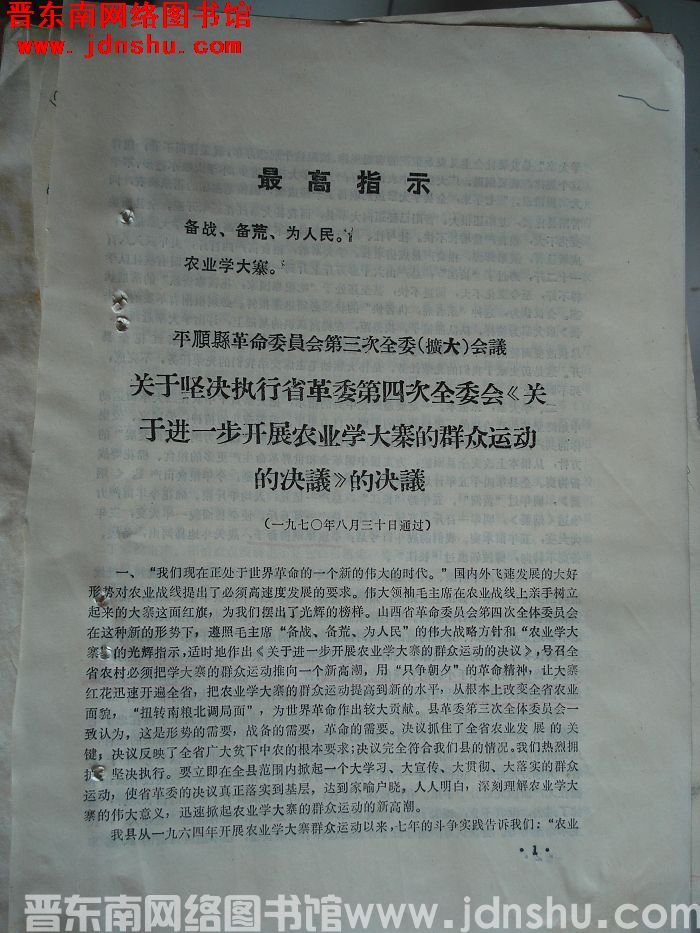 晋东南网络图书馆
www.jdnshu.com
最高指示
备战、备荒、为人民。
农业学大寨。
平順縣革命委員会第三次全委(擴大)会議
关于坚决执行省革委第四次全委会《关
于进一步开展农业学大寨的群众运动
的决議》的决議
(一九七〇年八月三十日通过)
一、“我们现在正处于世界革命的一个新的伟大的时代。”国内外飞速发展的大好
形势对农业战线提出了必须高速度发展的要求。伟大领袖毛主席在农业战线上亲手树立
起来的大寨这面红旗，为我们摆出了光辉的榜样。山西省革命委员会第四次全体委员会
在这种新的形势下，遵照毛主席“备战、备荒、为人民”的伟大战略方针和“农业学大
寨”的光辉指示，适时地作出《关于进一步开展农业学大寨的群众运动的决议》，号召全
省农村必须把学大寨的群众运动推向一个新高潮，用“只争朝夕”的革命精神，让大寨
红花迅速开遍全省，把农业学大寨的群众运动提高到新的水平，从根本上改变全省农业
面貌，“扭转南粮北调局面”，为世界革命作出较大贡献。县革委第三次全体委员会一
致认为，这是形势的需要，战备的需要，革命的需要。决议抓住了全省农业发展的关
键；决议反映了全省广大贫下中农的根本要求；决议完全符合我们县的情况。我们热烈拥
护，坚决执行。要立即在全县范围内掀起一个大学习、大宣传、大贯彻、大落实的群众
运动，使省革委的决议真正落实到基层，达到家喻户晓，人人明白，深刻理解农业学大
寨的伟大意义，迅速掀起农业学大寨的群众运动的新高潮。
我县从一九六四年开展农业学大寨群众运动以来，七年的斗争实践告诉我们：“农业
·1·
晋东南网络图书馆www.jdnshu.com